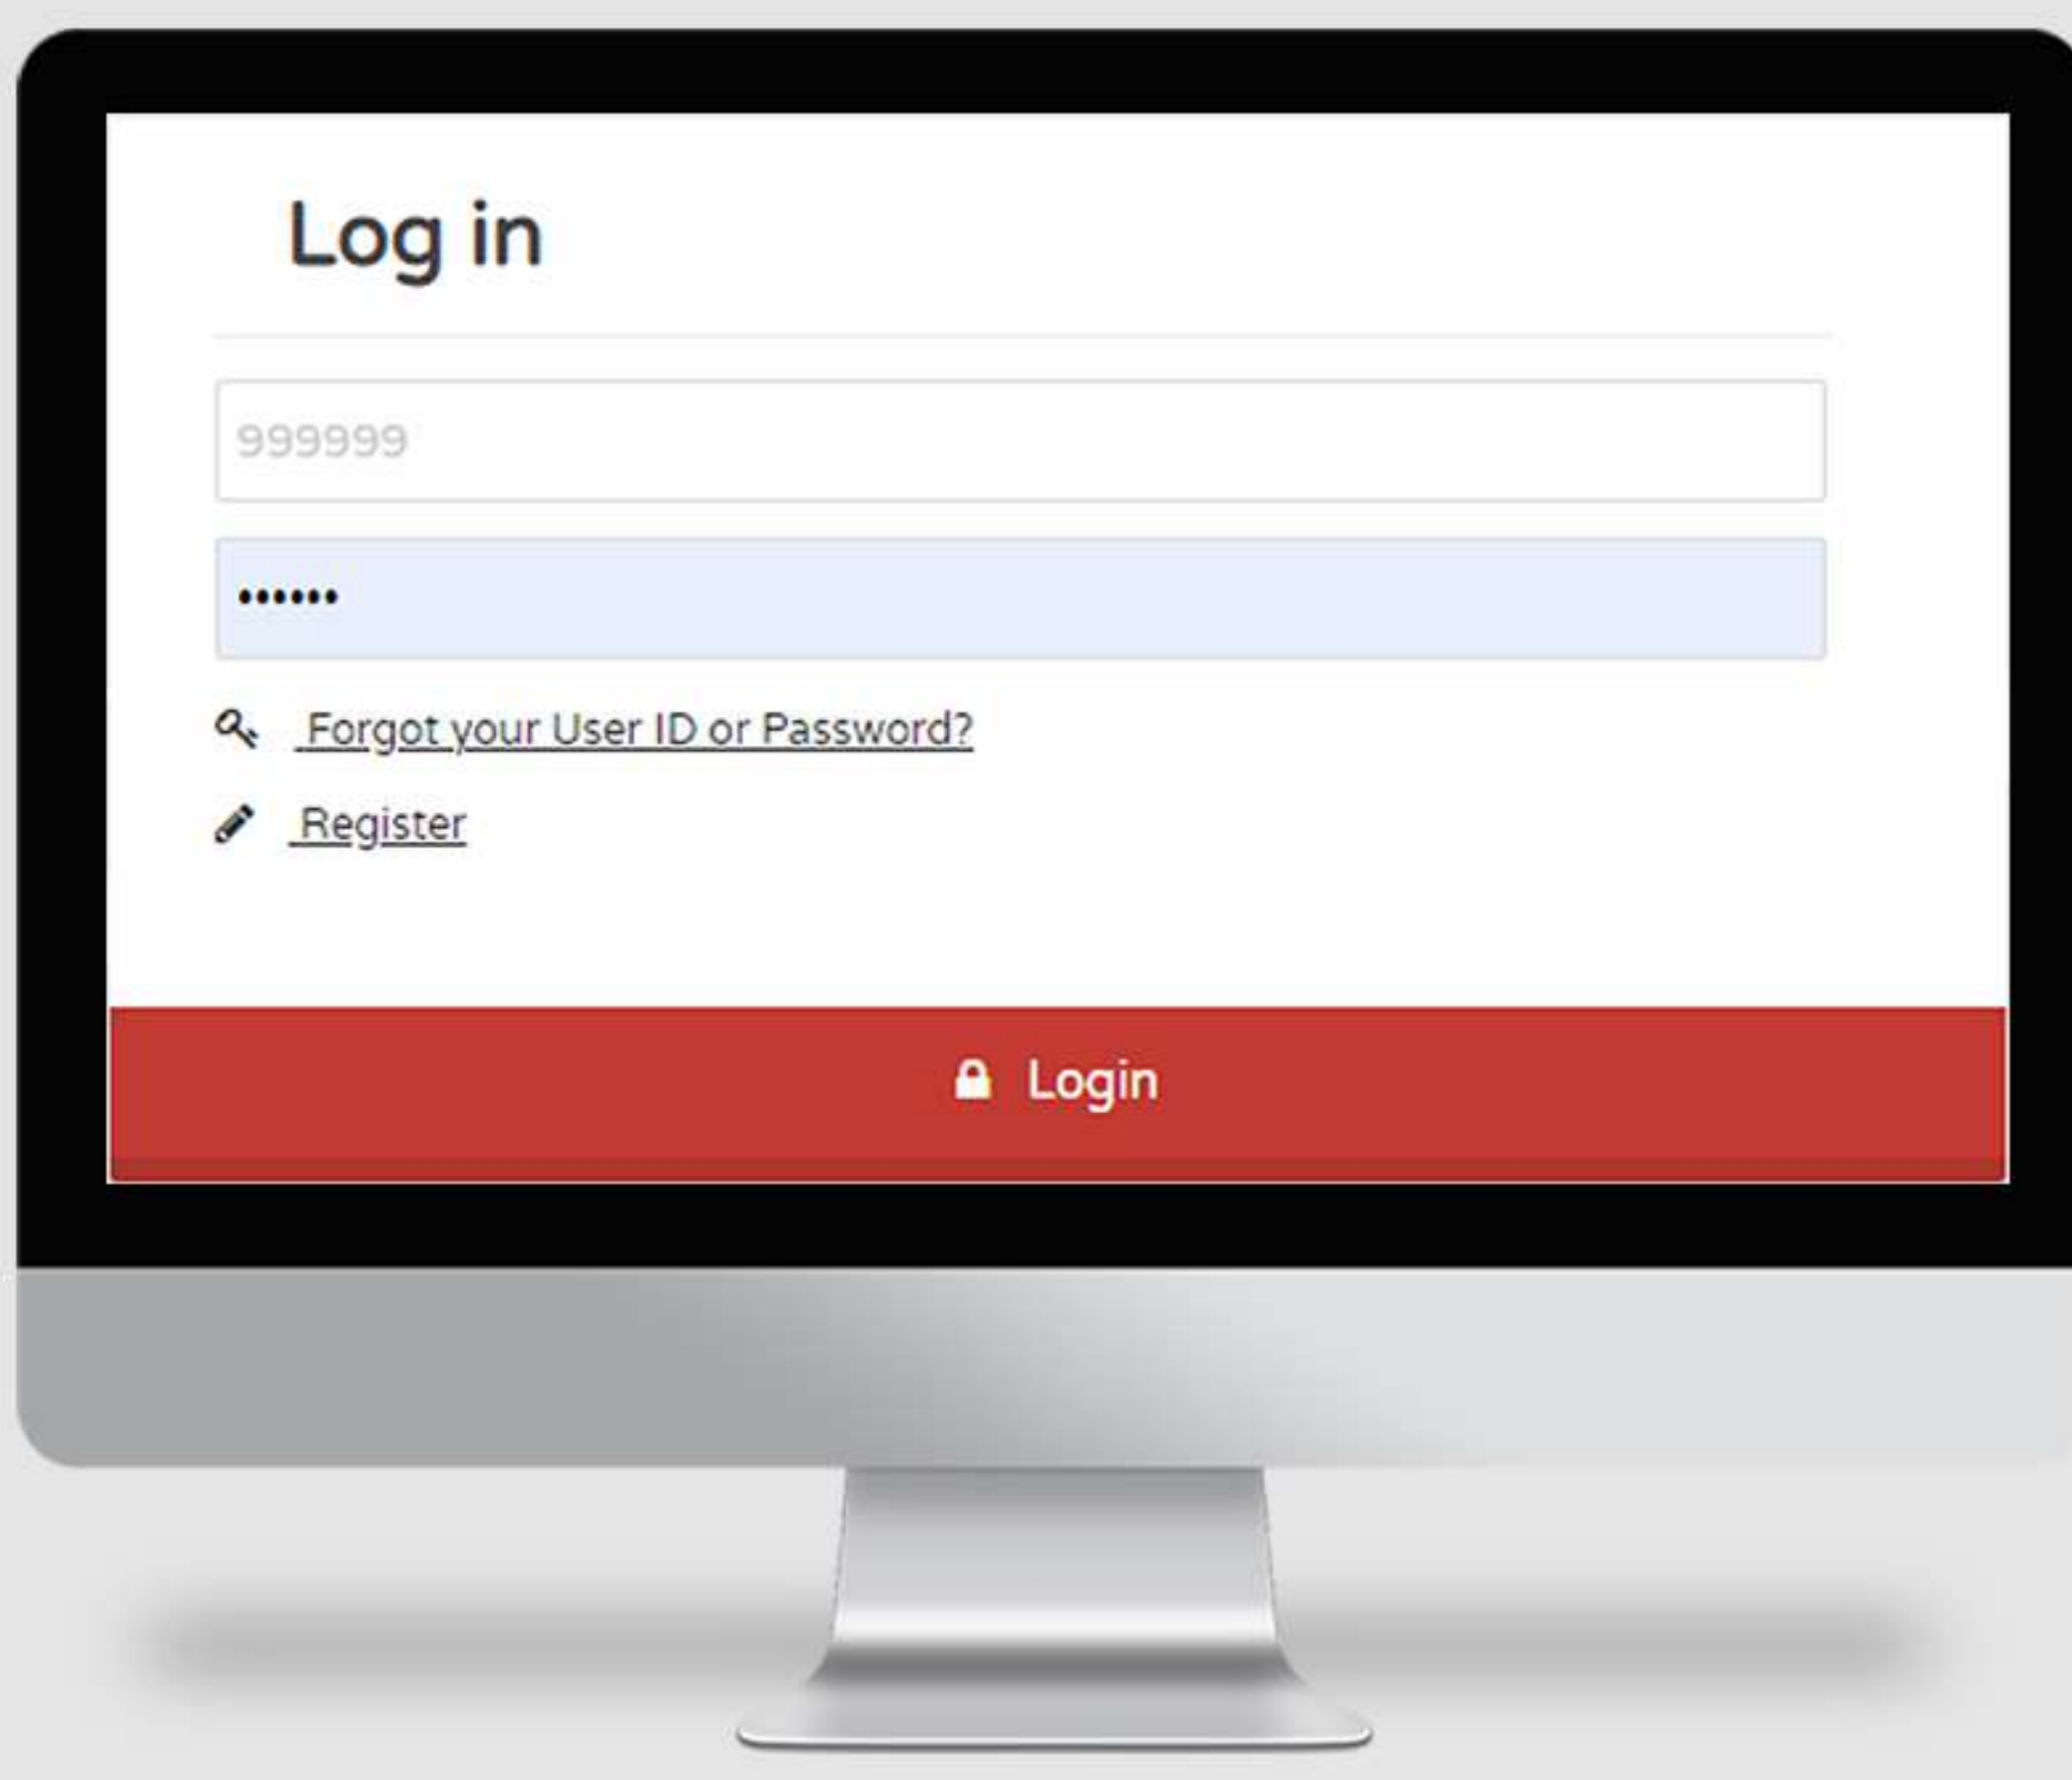 Log in
999999
••••••
Forgot your User ID or Password?
Register
Login